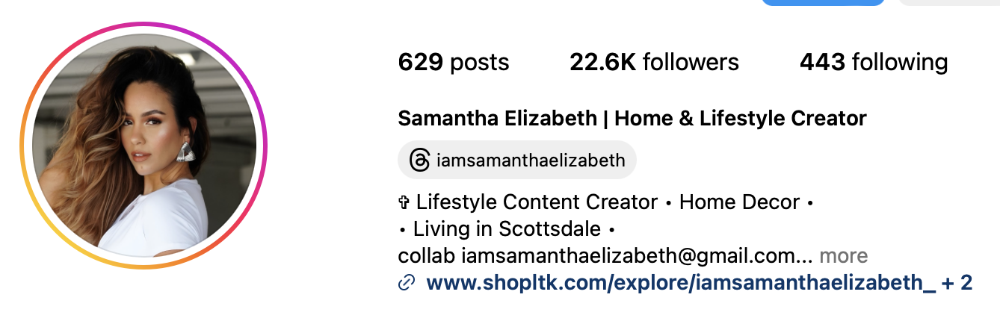 629 posts 22.6K followers 443 following
Samantha Elizabeth | Home & Lifestyle Creator
iamsamanthaelizabeth
✞ Lifestyle Content Creator • Home Decor •
• Living in Scottsdale •
collab iamsamanthaelizabeth@gmail.com... more
www.shopltk.com/explore/iamsamanthaelizabeth_ + 2